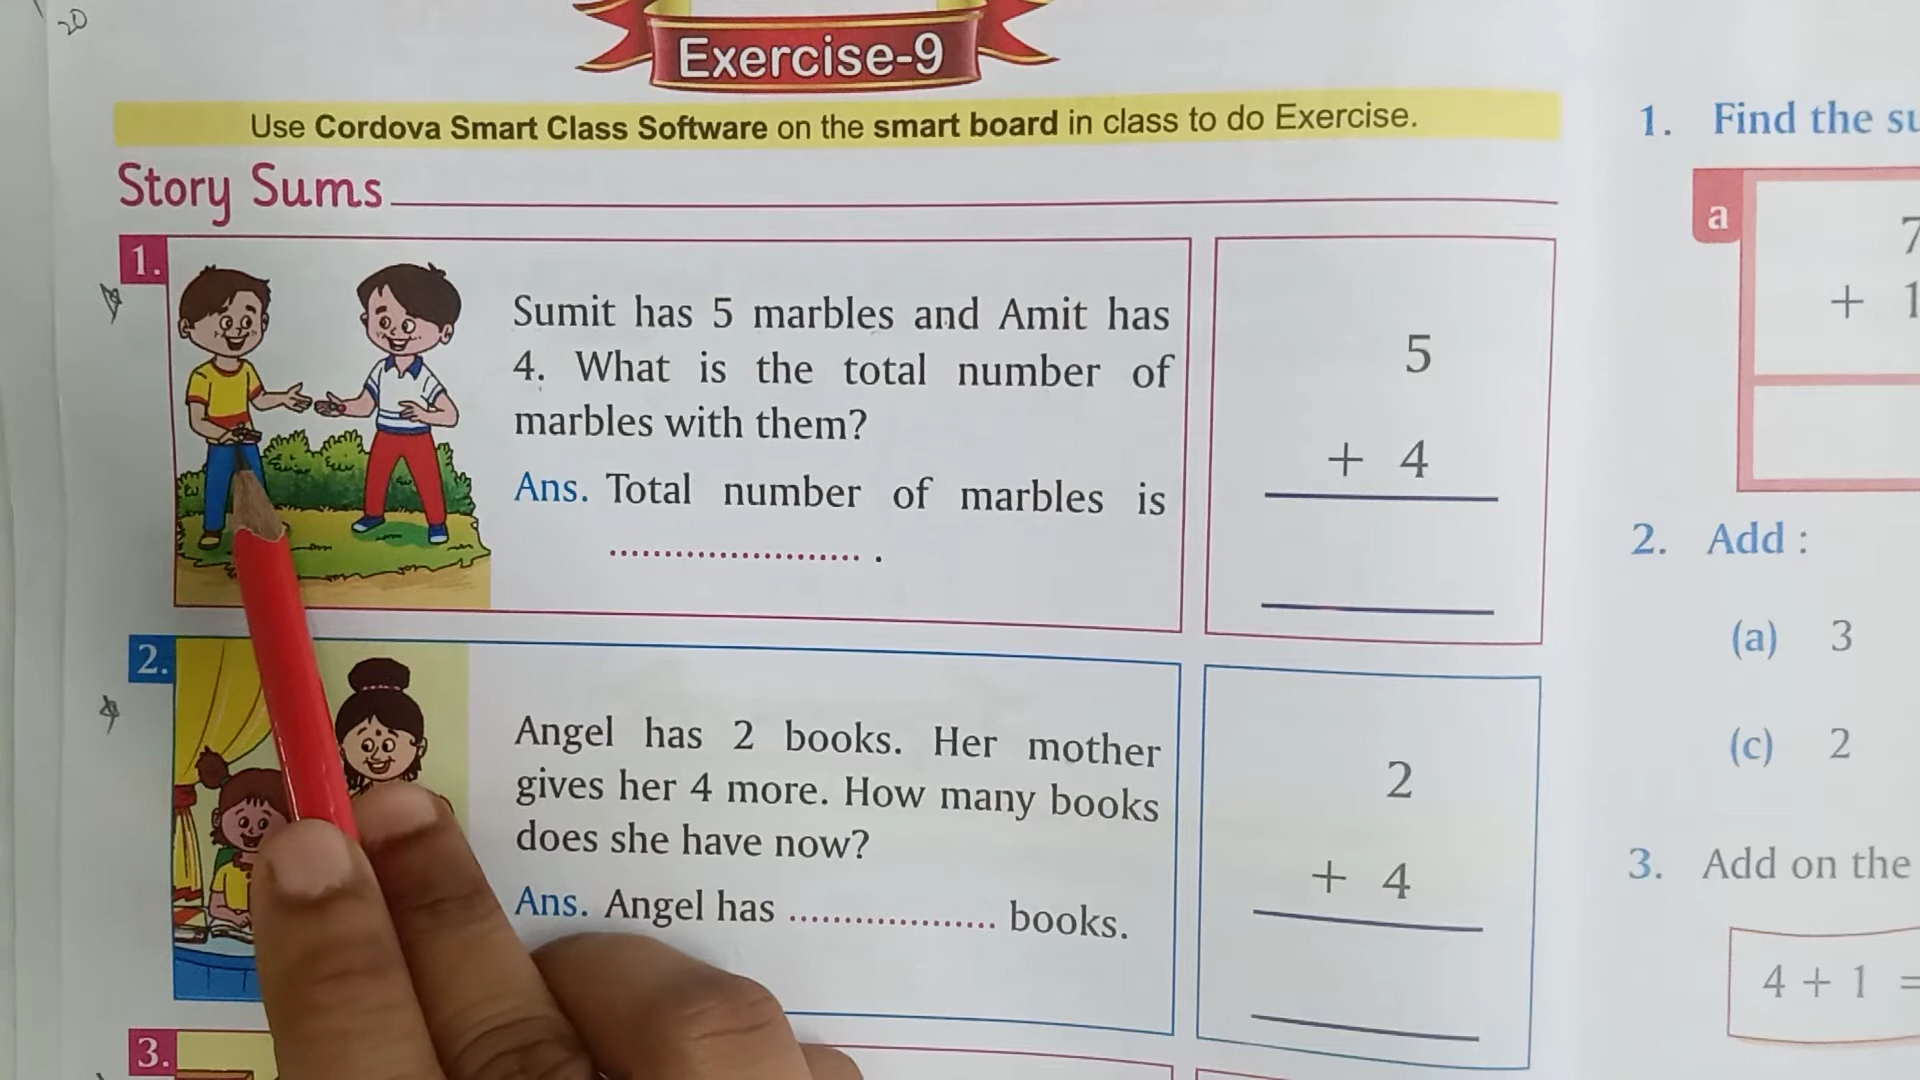 20
Exercise-9
Use Cordova Smart Class Software on the smart board in class to do Exercise.
Story Sums
1.
Sumit has 5 marbles and Amit has
4. What is the total number of
marbles with them?
Ans. Total number of marbles is
.......................... .
5
+ 4
2.
Angel has 2 books. Her mother
gives her 4 more. How many books
does she have now?
Ans. Angel has ................... books.
2
+ 4
3.
1. Find the
a
7
+ 1
2. Add :
(a) 3
(c) 2
3. Add on the
4 + 1 =